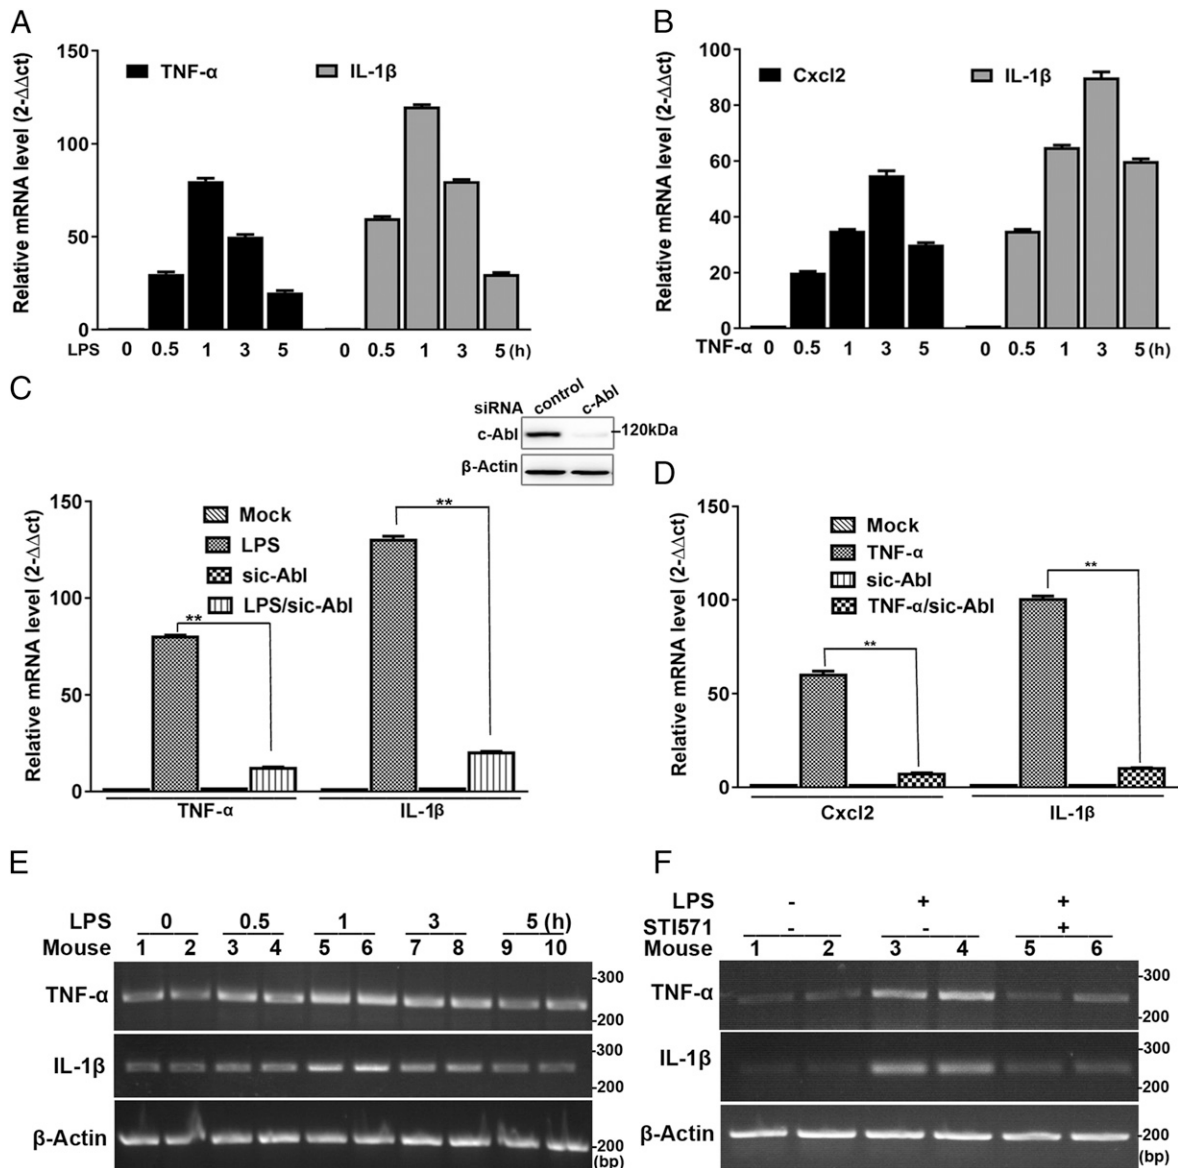 A
Relative mRNA level (2-ΔΔct)
150
100
50
0
TNF-α IL-1β
LPS 0 0.5 1 3 5 0 0.5 1 3 5 (h)
B
Relative mRNA level (2-ΔΔct)
100
80
60
40
20
0
Cxcl2 IL-1β
TNF-α 0 0.5 1 3 5 0 0.5 1 3 5 (h)
C
siRNA control c-Abl
c-Abl -120kDa
β-Actin
Relative mRNA level (2-ΔΔct)
150
100
50
0
Mock
LPS
sic-Abl
LPS/sic-Abl
** **
TNF-α IL-1β
D
Relative mRNA level (2-ΔΔct)
150
100
50
0
Mock
TNF-α
sic-Abl
TNF-α/sic-Abl
** **
Cxcl2 IL-1β
E
LPS 0 0.5 1 3 5 (h)
Mouse 1 2 3 4 5 6 7 8 9 10
TNF-α -300
-200
IL-1β -300
-200
β-Actin -200
(bp)
F
LPS - + +
STI571 - - +
Mouse 1 2 3 4 5 6
TNF-α -300
-200
IL-1β -300
-200
β-Actin -200
(bp)